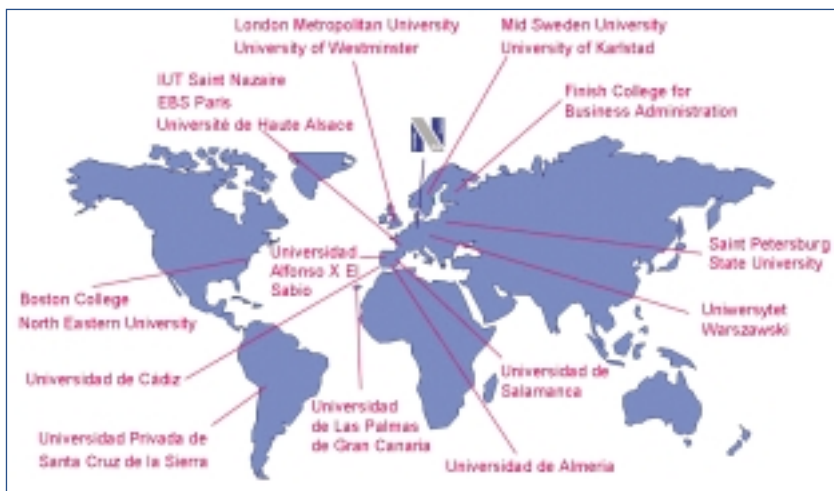 London Metropolitan University
University of Westminster
Mid Sweden University
University of Karlstad
IUT Saint Nazaire
EBS Paris
Université de Haute Alsace
Finish College for
Business Administration
N
Universidad
Alfonso X El
Sabio
Saint Petersburg
State University
Boston College
North Eastern University
Uniwersytet
Warszawski
Universidad de Cádiz
Universidad de
Salamanca
Universidad
de Las Palmas
de Gran Canaria
Universidad Privada de
Santa Cruz de la Sierra
Universidad de Almeria